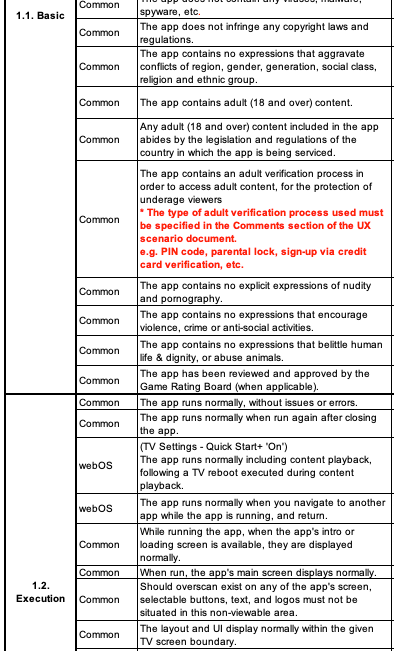 1.1. Basic
Common
The app does not contain any viruses, malware,
spyware, etc.
Common
The app does not infringe any copyright laws and
regulations.
Common
The app contains no expressions that aggravate
conflicts of region, gender, generation, social class,
religion and ethnic group.
Common
The app contains adult (18 and over) content.
Common
Any adult (18 and over) content included in the app
abides by the legislation and regulations of the
country in which the app is being serviced.
Common
The app contains an adult verification process in
order to access adult content, for the protection of
underage viewers
* The type of adult verification process used must
be specified in the Comments section of the UX
scenario document.
e.g. PIN code, parental lock, sign-up via credit
card verification, etc.
Common
The app contains no explicit expressions of nudity
and pornography.
Common
The app contains no expressions that encourage
violence, crime or anti-social activities.
Common
The app contains no expressions that belittle human
life & dignity, or abuse animals.
Common
The app has been reviewed and approved by the
Game Rating Board (when applicable).
1.2.
Execution
Common
The app runs normally, without issues or errors.
Common
The app runs normally when run again after closing
the app.
webOS
(TV Settings - Quick Start+ 'On')
The app runs normally including content playback,
following a TV reboot executed during content
playback.
webOS
The app runs normally when you navigate to another
app while the app is running, and return.
Common
While running the app, when the app's intro or
loading screen is available, they are displayed
normally.
Common
When run, the app's main screen displays normally.
Common
Should overscan exist on any of the app's screen,
selectable buttons, text, and logos must not be
situated in this non-viewable area.
Common
The layout and UI display normally within the given
TV screen boundary.